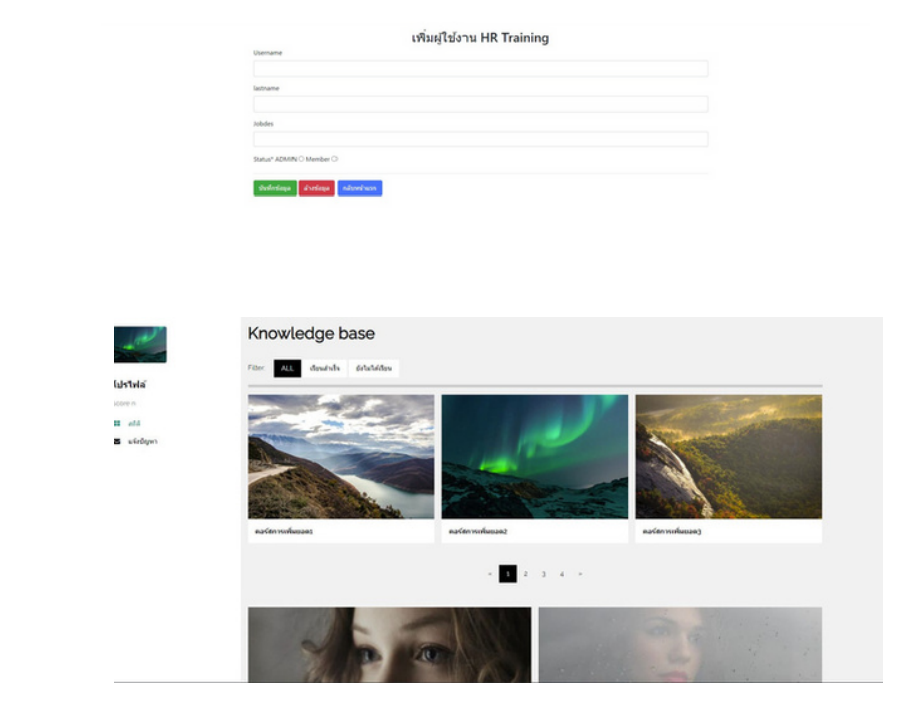 เพิ่มผู้ใช้งาน HR Training
Username
lastname
Jobdes
Status* ADMIN Member
บันทึกข้อมูล ล้างข้อมูล กลับหน้าแรก
Knowledge base
Filter: ALL เรียนสำเร็จ ยังไม่ได้เรียน
โปรไฟล์
สถิติ
แจ้งปัญหา
คอร์สการเพิ่มยอด1 คอร์สการเพิ่มยอด2 คอร์สการเพิ่มยอด3
« 1 2 3 4 »